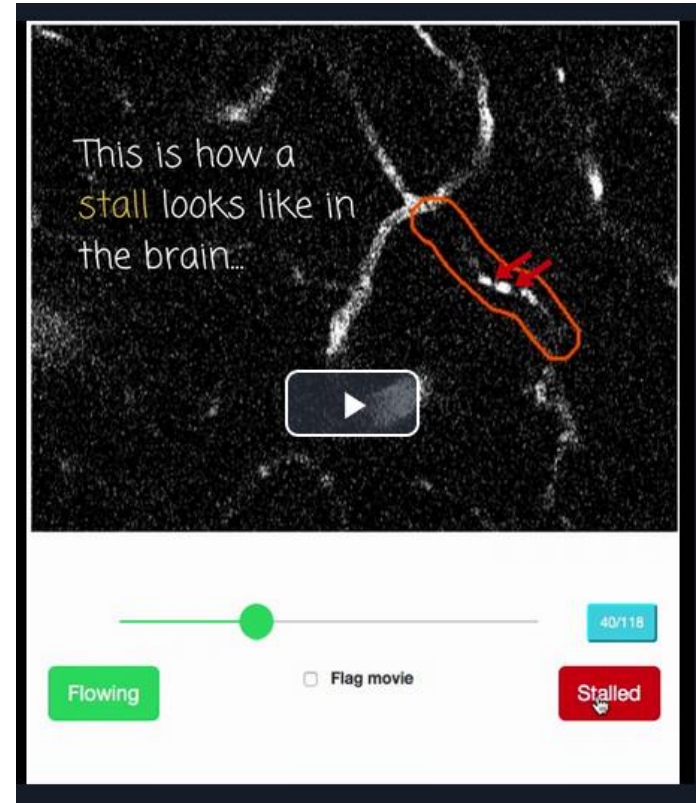 This is how a
stall looks like in
the brain...
40/118
Flowing
Flag movie
Stalled